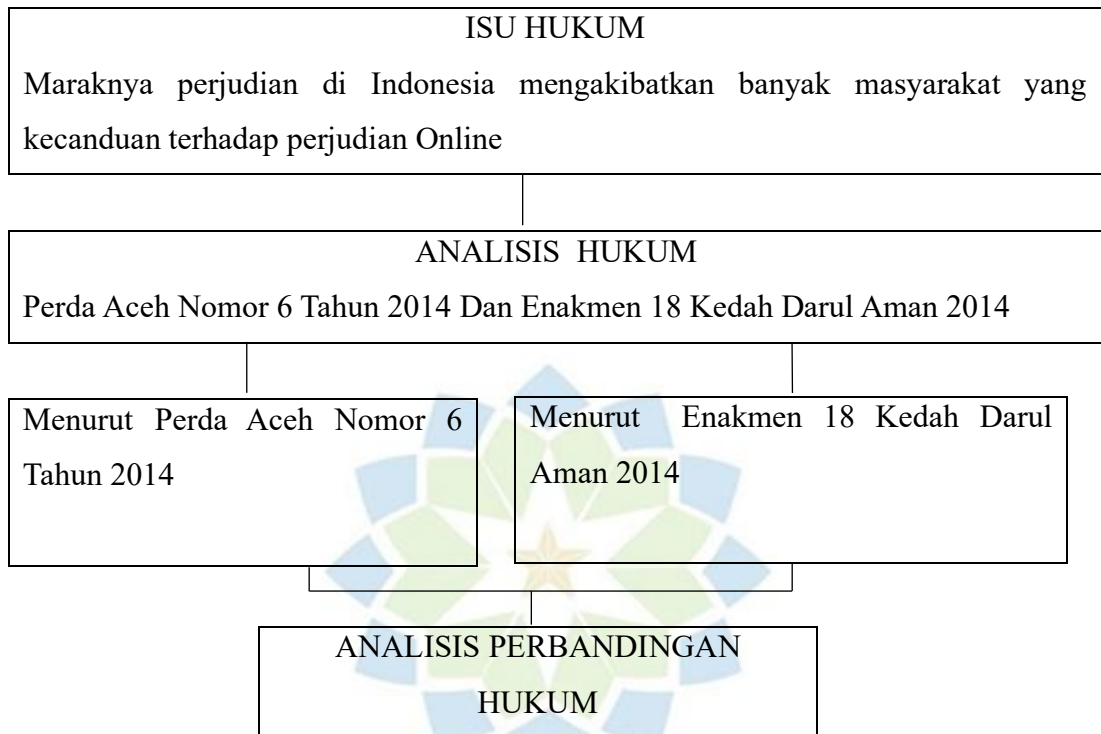 ISU HUKUM
Maraknya perjudian di Indonesia mengakibatkan banyak masyarakat yang
kecanduan terhadap perjudian Online
ANALISIS HUKUM
Perda Aceh Nomor 6 Tahun 2014 Dan Enakmen 18 Kedah Darul Aman 2014
Menurut Perda Aceh Nomor 6
Tahun 2014
Menurut Enakmen 18 Kedah Darul
Aman 2014
ANALISIS PERBANDINGAN
HUKUM